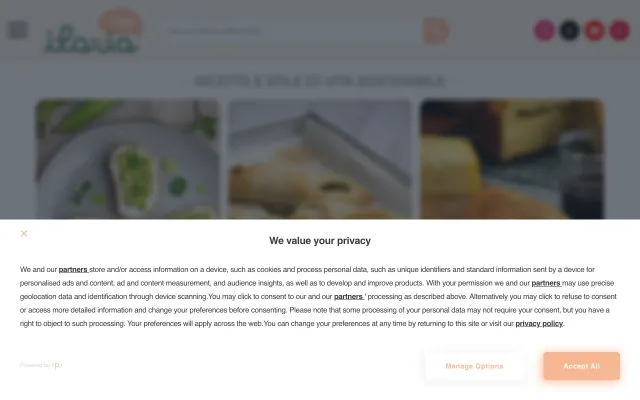 ilaria
RICETTE E STILE DI VITA SOSTENIBILE
We value your privacy
We and our partners store and/or access information on a device, such as cookies and process personal data, such as unique identifiers and standard information sent by a device for
personalised ads and content, ad and content measurement, and audience insights, as well as to develop and improve products. With your permission we and our partners may use precise
geolocation data and identification through device scanning.You may click to consent to our and our partners ' processing as described above. Alternatively you may click to refuse to consent
or access more detailed information and change your preferences before consenting. Please note that some processing of your personal data may not require your consent, but you have a
right to object to such processing. Your preferences will apply across the web.You can change your preferences at any time by returning to this site or visit our privacy policy.
Powered by
Manage Options
Accept All